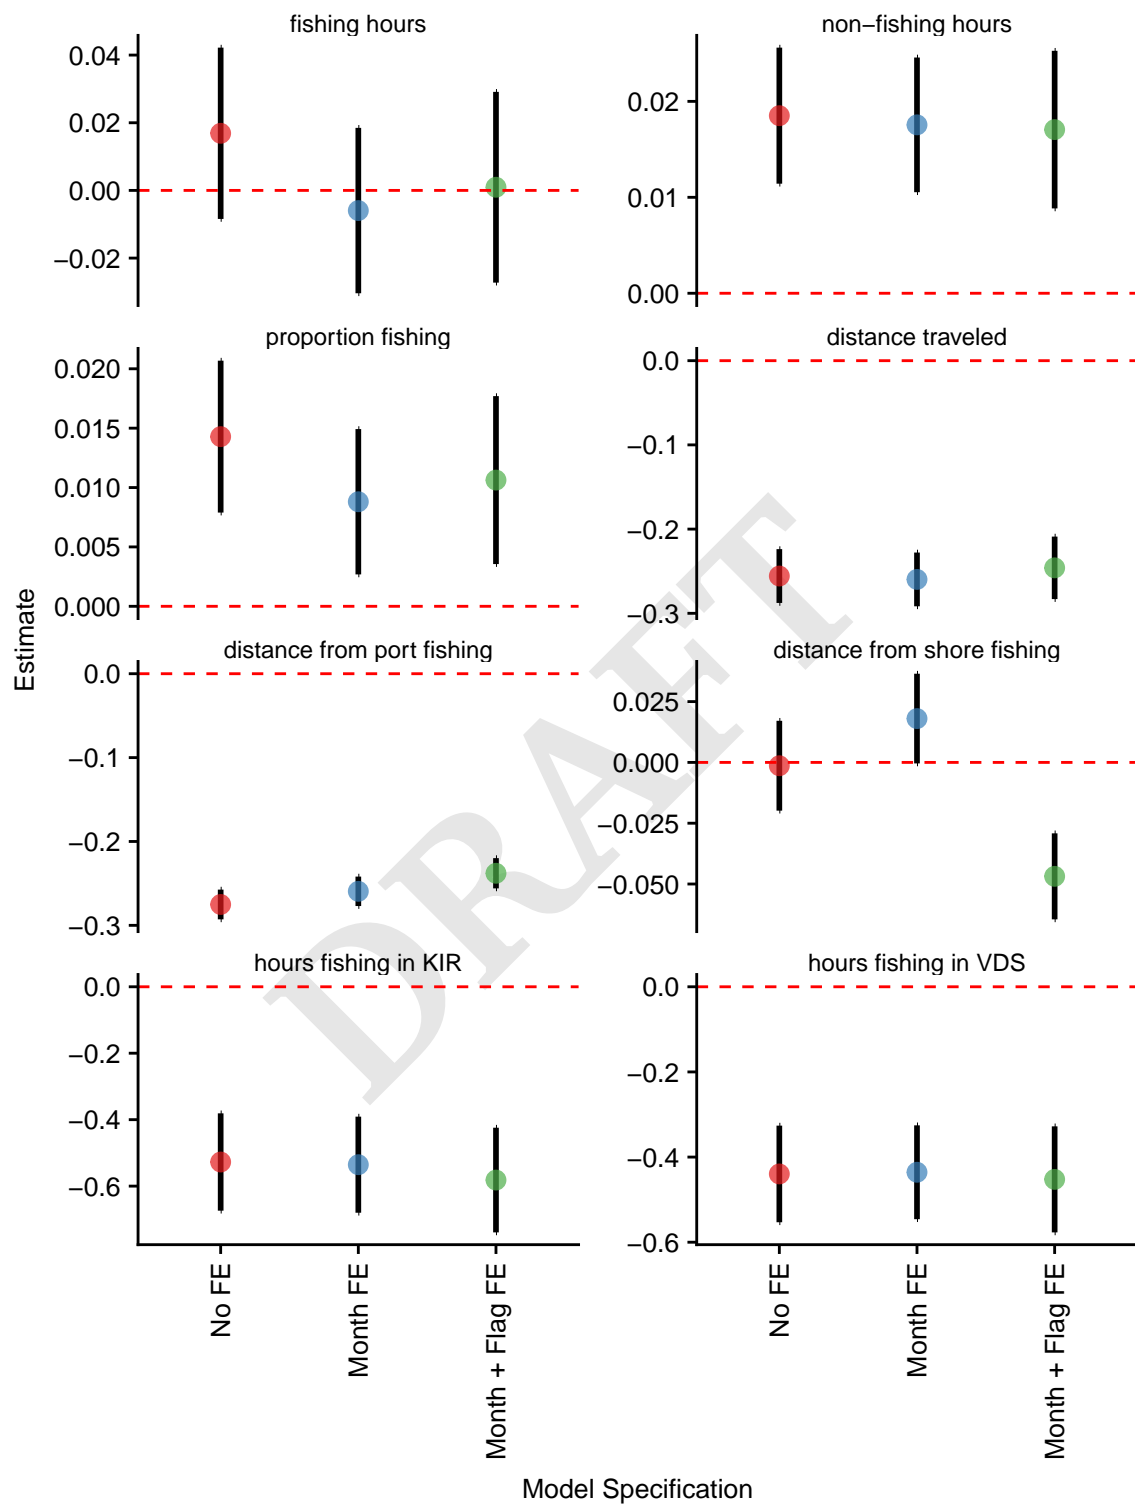 fishing hours
0.04
0.02
0.00
−0.02
non−fishing hours
0.02
0.01
0.00
proportion fishing
0.020
0.015
0.010
0.005
0.000
distance traveled
0.0
−0.1
−0.2
−0.3
distance from port fishing
0.0
−0.1
−0.2
−0.3
distance from shore fishing
0.025
0.000
−0.025
−0.050
hours fishing in KIR
0.0
−0.2
−0.4
−0.6
hours fishing in VDS
0.0
−0.2
−0.4
−0.6
Estimate
DRAFT
No FE
Month FE
Month + Flag FE
No FE
Month FE
Month + Flag FE
Model Specification